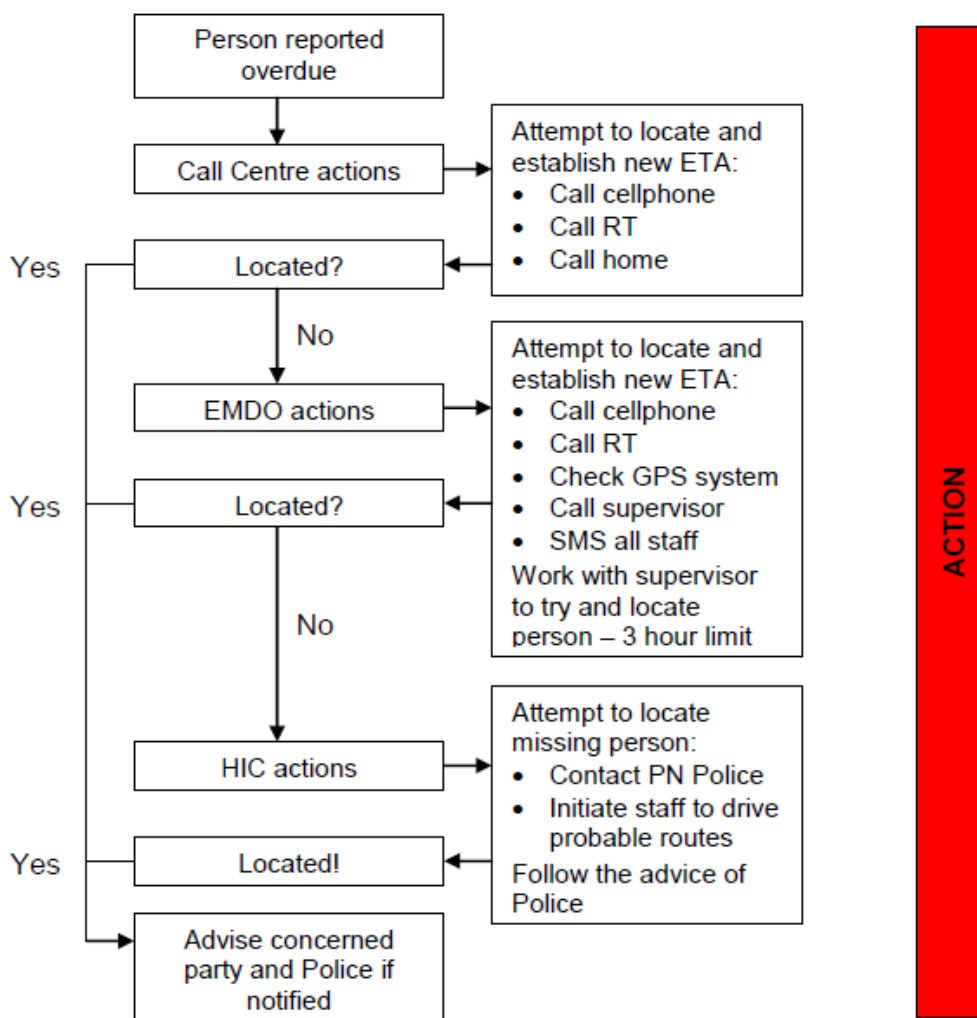 Person reported
overdue
Call Centre actions
Attempt to locate and
establish new ETA:
• Call cellphone
• Call RT
• Call home
Yes
Located?
No
EMDO actions
Attempt to locate and
establish new ETA:
• Call cellphone
• Call RT
• Check GPS system
• Call supervisor
• SMS all staff
Work with supervisor
to try and locate
person – 3 hour limit
Yes
Located?
No
HIC actions
Attempt to locate
missing person:
• Contact PN Police
• Initiate staff to drive
probable routes
Follow the advice of
Police
Yes
Located!
Advise concerned
party and Police if
notified
ACTION